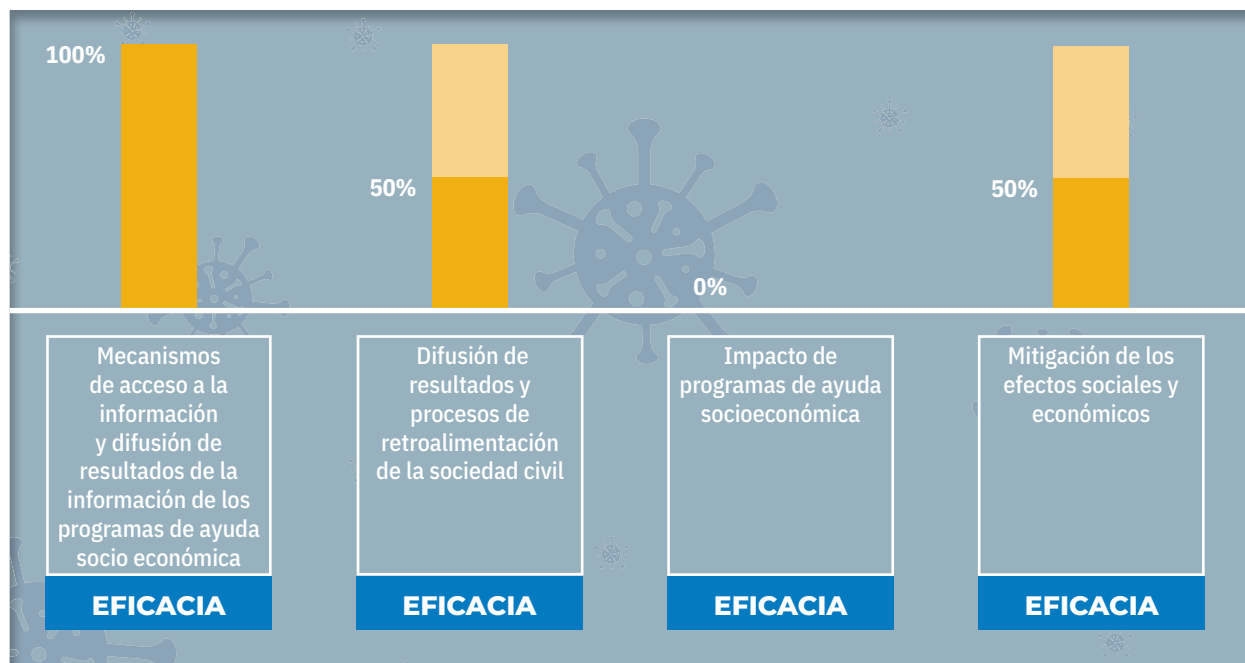 100%
50%
0%
50%
Mecanismos
de acceso a la
información
y difusión de
resultados de la
información de los
programas de ayuda
socio económica
EFICACIA
Difusión de
resultados y
procesos de
retroalimentación
de la sociedad civil
EFICACIA
Impacto de
programas de ayuda
socioeconómica
EFICACIA
Mitigación de los
efectos sociales y
económicos
EFICACIA